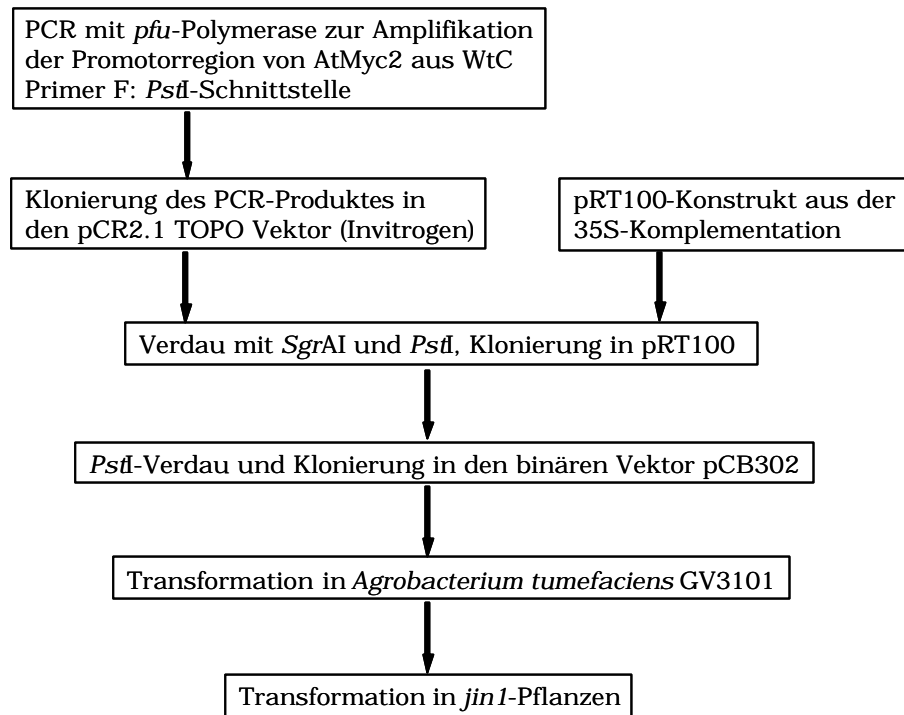 PCR mit pfu-Polymerase zur Amplifikation
der Promotorregion von AtMyc2 aus WtC
Primer F: PstI-Schnittstelle
Klonierung des PCR-Produktes in
den pCR2.1 TOPO Vektor (Invitrogen)
pRT100-Konstrukt aus der
35S-Komplementation
Verdau mit SgrAI und PstI, Klonierung in pRT100
PstI-Verdau und Klonierung in den binären Vektor pCB302
Transformation in Agrobacterium tumefaciens GV3101
Transformation in jin1-Pflanzen